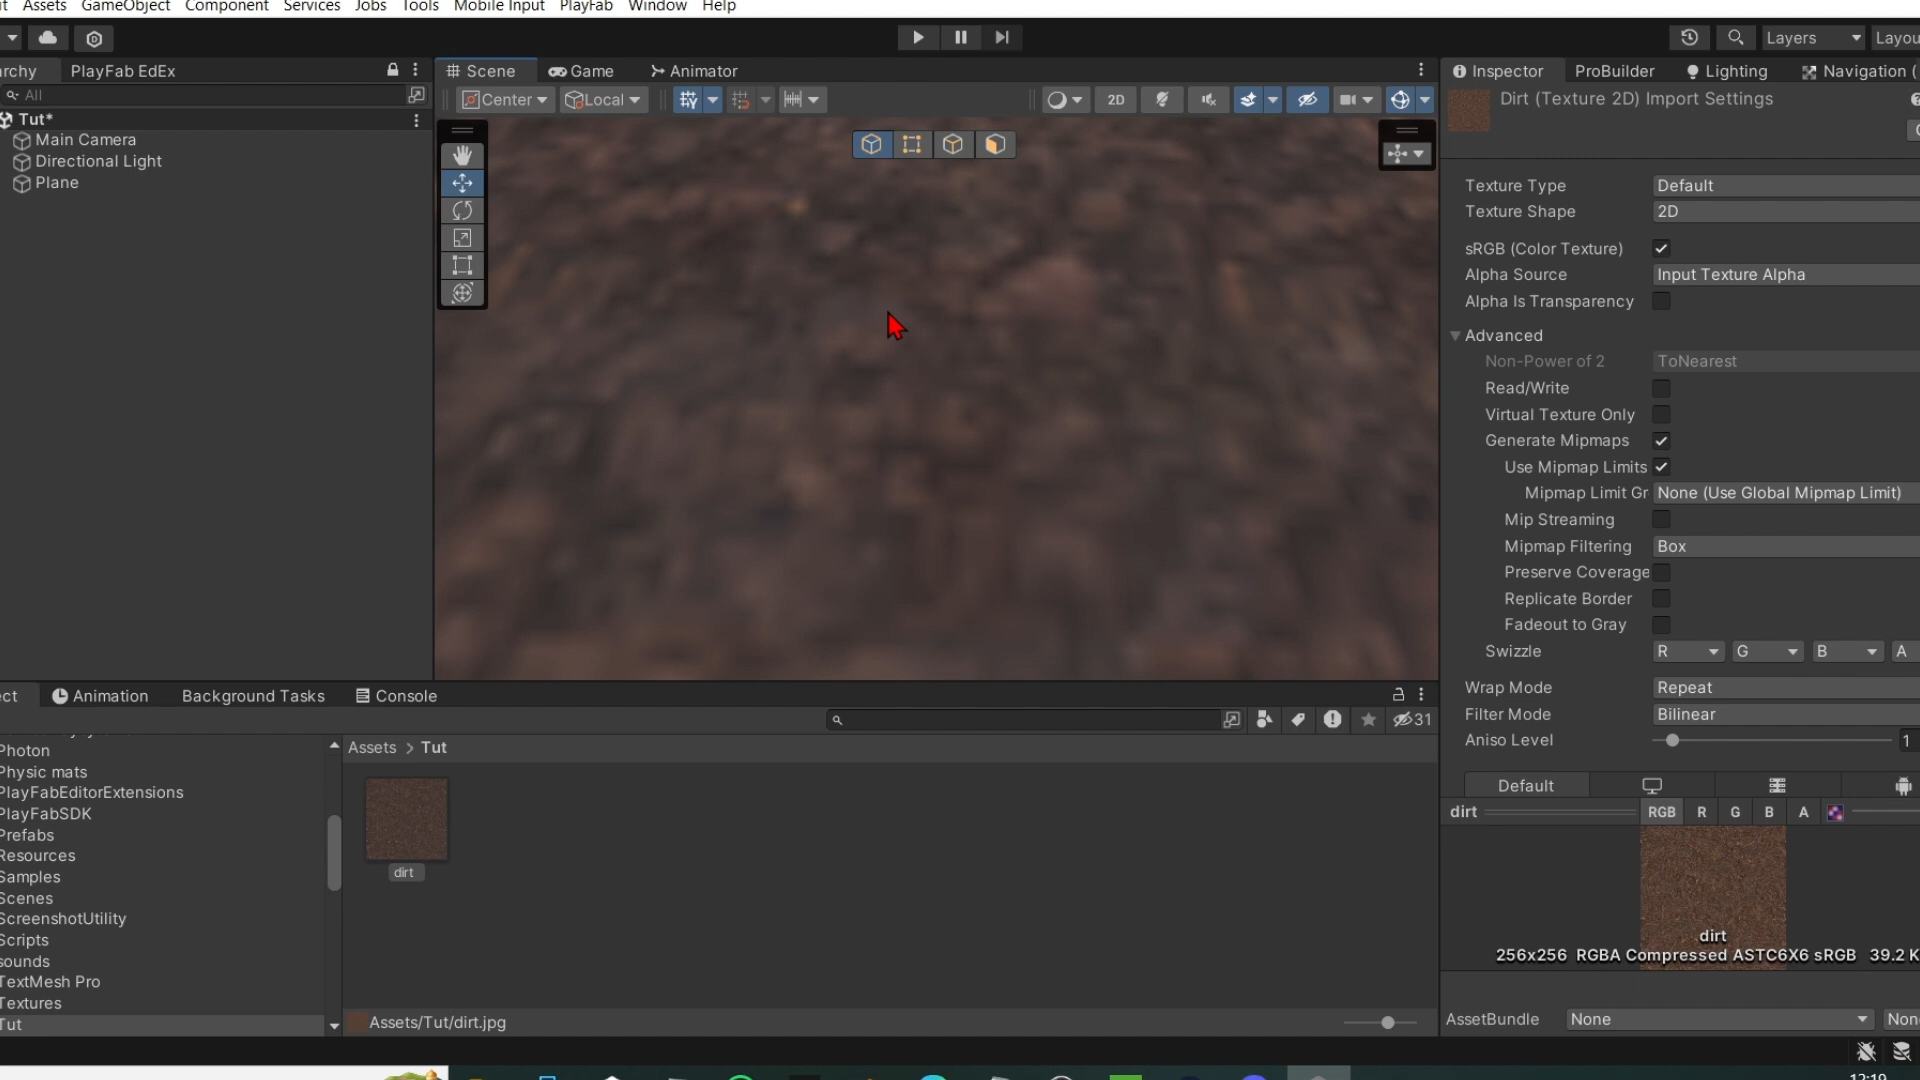 Assets GameObject Component Services Jobs Tools Mobile Input PlayFab Window Help
Layers
Layou
archy PlayFab EdEx
Scene Game Animator
Inspector ProBuilder Lighting Navigation (
All
Center Local 2D
Dirt (Texture 2D) Import Settings
Tut*
Main Camera
Directional Light
Plane
Texture Type Default
Texture Shape 2D
sRGB (Color Texture)
Alpha Source Input Texture Alpha
Alpha Is Transparency
Advanced
Non-Power of 2 ToNearest
Read/Write
Virtual Texture Only
Generate Mipmaps
Use Mipmap Limits
Mipmap Limit Gr None (Use Global Mipmap Limit)
Mip Streaming
Mipmap Filtering Box
Preserve Coverage
Replicate Border
Fadeout to Gray
Swizzle R G B A
Wrap Mode Repeat
Filter Mode Bilinear
Aniso Level 1
ect Animation Background Tasks Console
31
Assets > Tut
Photon
Physic mats
PlayFabEditorExtensions
PlayFabSDK
Prefabs
Resources
Samples
Scenes
ScreenshotUtility
Scripts
sounds
TextMesh Pro
Textures
Tut
dirt
Assets/Tut/dirt.jpg
Default
dirt RGB R G B A
dirt
256x256 RGBA Compressed ASTC6X6 sRGB 39.2 K
AssetBundle None Non
12:19